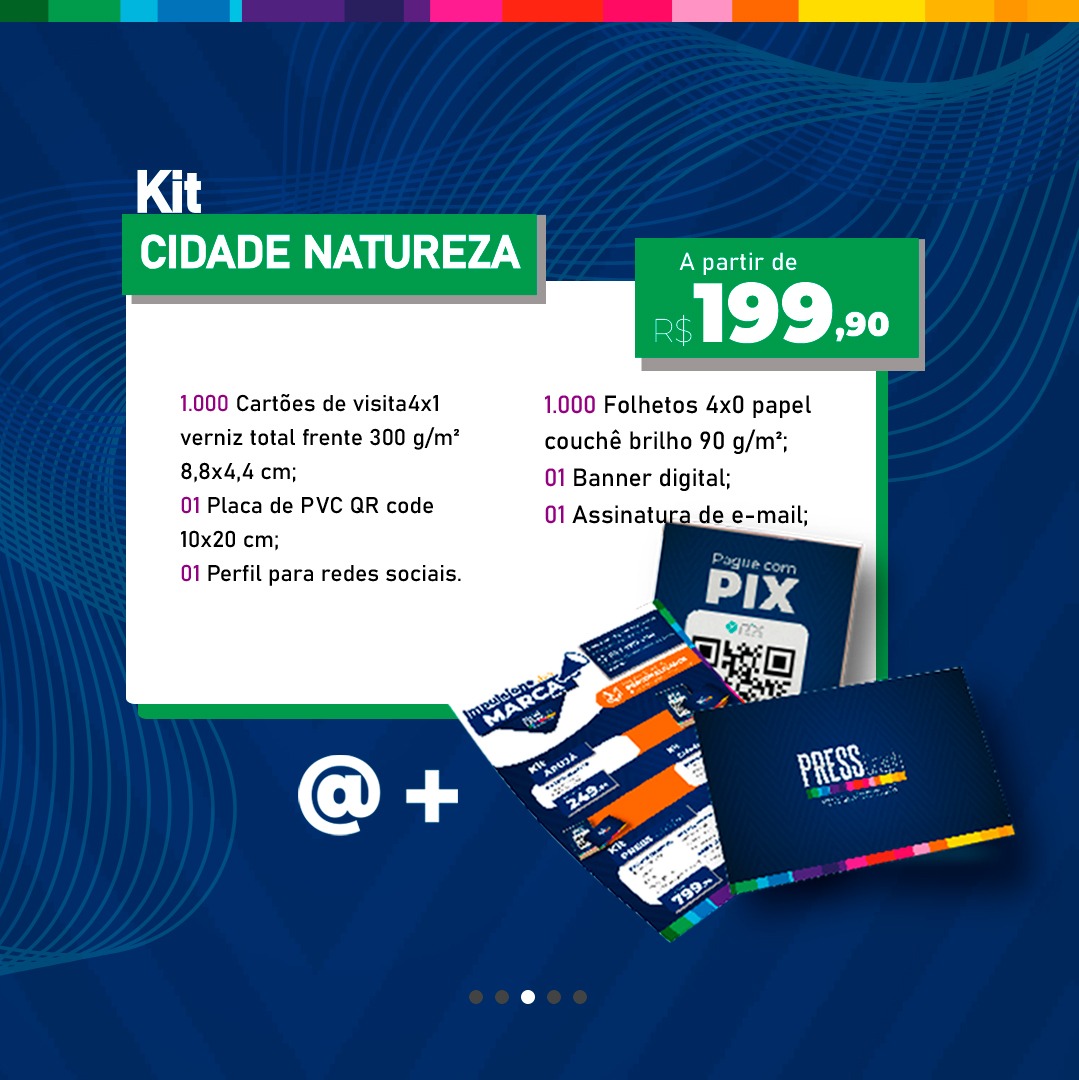 Kit
CIDADE NATUREZA
A partir de
R$199,90
1.000 Cartões de visita4x1
verniz total frente 300 g/m²
8,8x4,4 cm;
01 Placa de PVC QR code
10x20 cm;
01 Perfil para redes sociais.
1.000 Folhetos 4x0 papel
couchê brilho 90 g/m²;
01 Banner digital;
01 Assinatura de e-mail;
Pague com
PIX
MARCA
Kit
APUJÁ
249,
Kit
Kit
PRESS
799,
PRESS
@ +